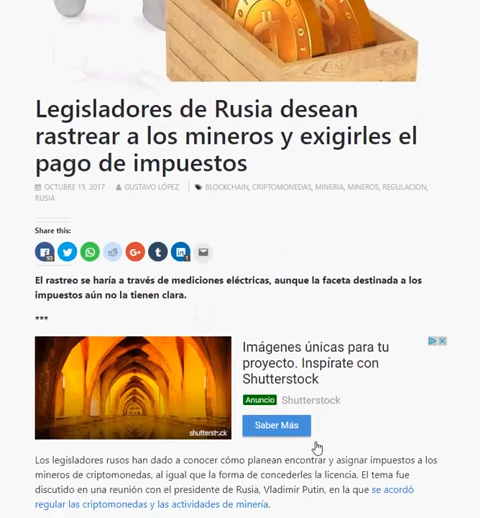 Legisladores de Rusia desean
rastrear a los mineros y exigirles el
pago de impuestos
OCTUBRE 15, 2017 GUSTAVO LÓPEZ BLOCKCHAIN, CRIPTOMONEDAS, MINERIA, MINEROS, REGULACION,
RUSIA
Share this:
33 1
El rastreo se haría a través de mediciones eléctricas, aunque la faceta destinada a los
impuestos aún no la tienen clara.
***
Imágenes únicas para tu
proyecto. Inspírate con
Shutterstock
Anuncio Shutterstock
Saber Más
shutterstock
Los legisladores rusos han dado a conocer cómo planean encontrar y asignar impuestos a los
mineros de criptomonedas, al igual que la forma de concederles la licencia. El tema fue
discutido en una reunión con el presidente de Rusia, Vladimir Putin, en la que se acordó
regular las criptomonedas y las actividades de minería.